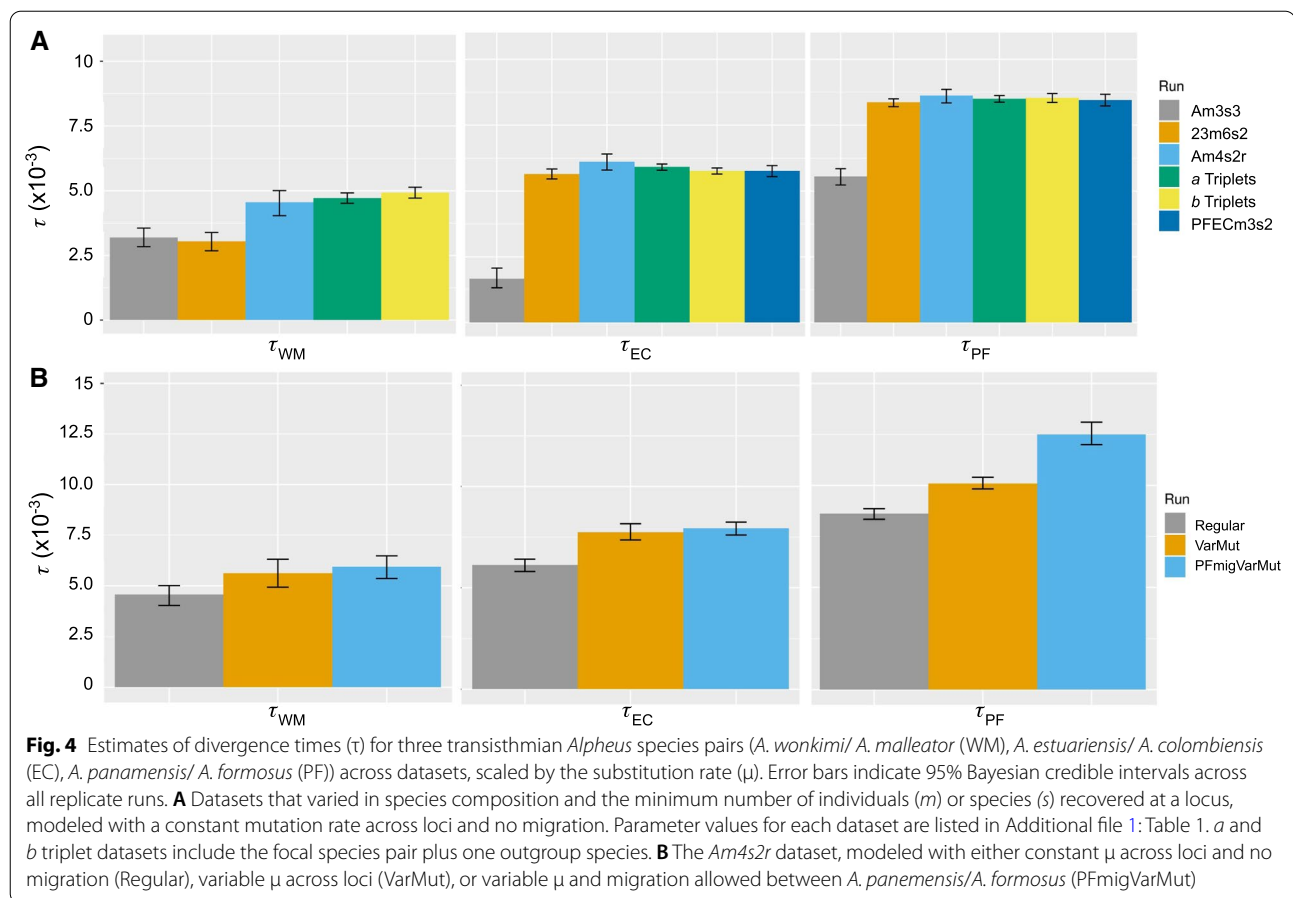 A
10
7.5
5.0
2.5
0
τ (x10⁻³)
τWM
τEC
τPF
Run
Am3s3
23m6s2
Am4s2r
a Triplets
b Triplets
PFECm3s2
B
15
12.5
10.0
7.5
5.0
2.5
0
τ (x10⁻³)
τWM
τEC
τPF
Run
Regular
VarMut
PFmigVarMut
Fig. 4 Estimates of divergence times (τ) for three transisthmian Alpheus species pairs (A. wonkimi/ A. malleator (WM), A. estuariensis/ A. colombiensis
(EC), A. panamensis/ A. formosus (PF)) across datasets, scaled by the substitution rate (μ). Error bars indicate 95% Bayesian credible intervals across
all replicate runs. A Datasets that varied in species composition and the minimum number of individuals (m) or species (s) recovered at a locus,
modeled with a constant mutation rate across loci and no migration. Parameter values for each dataset are listed in Additional file 1: Table 1. a and
b triplet datasets include the focal species pair plus one outgroup species. B The Am4s2r dataset, modeled with either constant μ across loci and no
migration (Regular), variable μ across loci (VarMut), or variable μ and migration allowed between A. panemensis/A. formosus (PFmigVarMut)